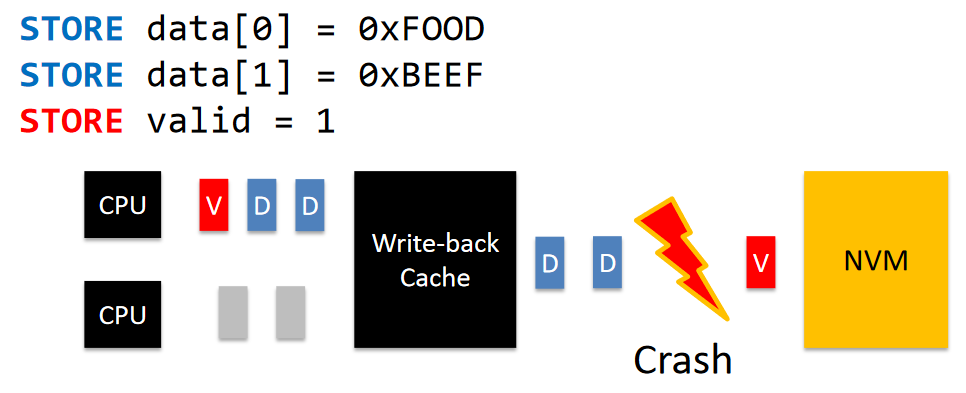 STORE data[0] = 0xFOOD
STORE data[1] = 0xBEEF
STORE valid = 1
CPU
V
D
D
Write-back
Cache
D
D
V
NVM
CPU
Crash